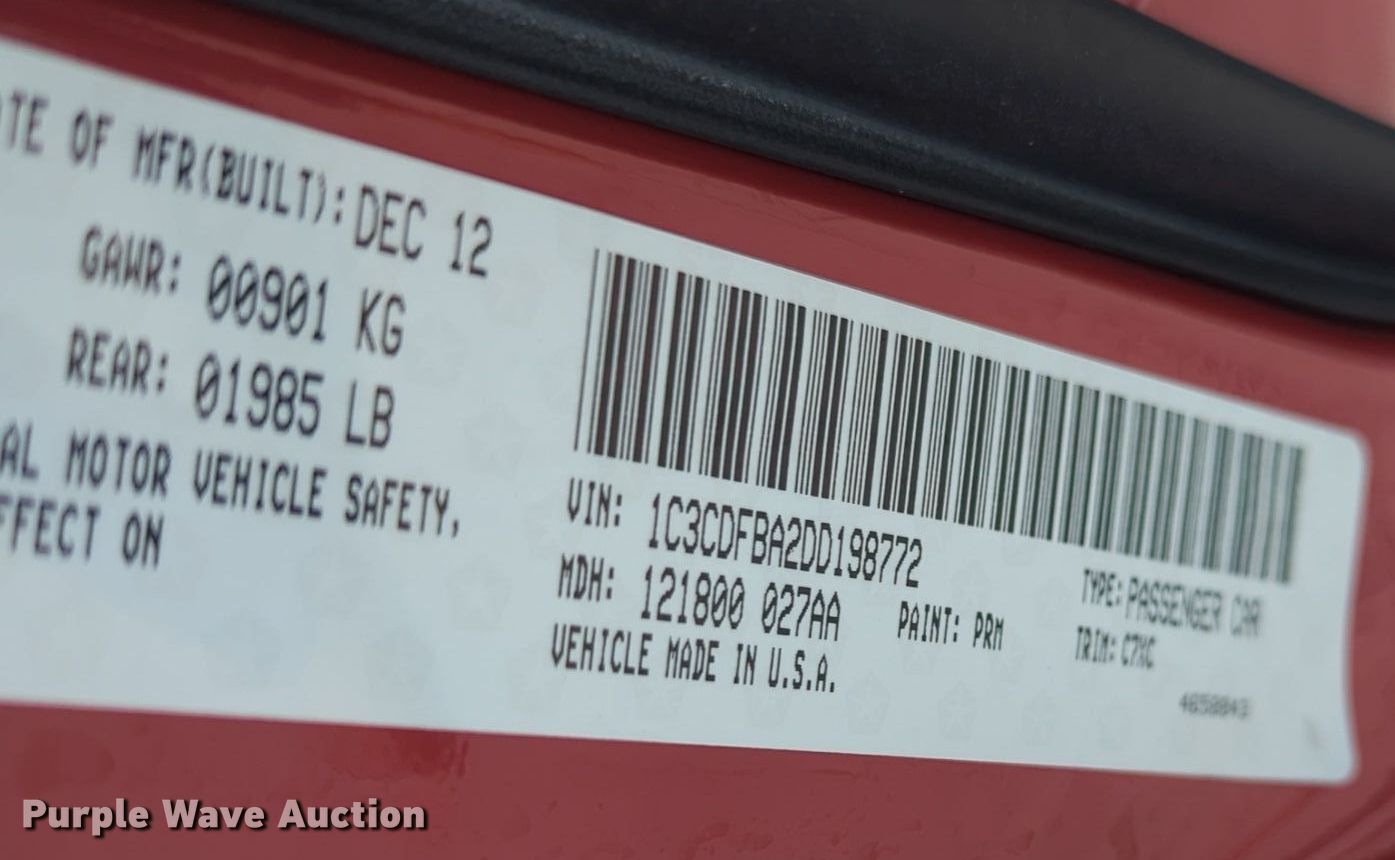 TE OF MFR(BUILT): DEC 12
GAWR: 00901 KG
REAR: 01985 LB
AL MOTOR VEHICLE SAFETY,
FFECT ON
VIN: 1C3CDFBA2DD198772
TYPE: PASSENGER CAR
MDH: 121800 027AA PAINT: PRM
TRIM: C7XC
VEHICLE MADE IN U.S.A.
Purple Wave Auction